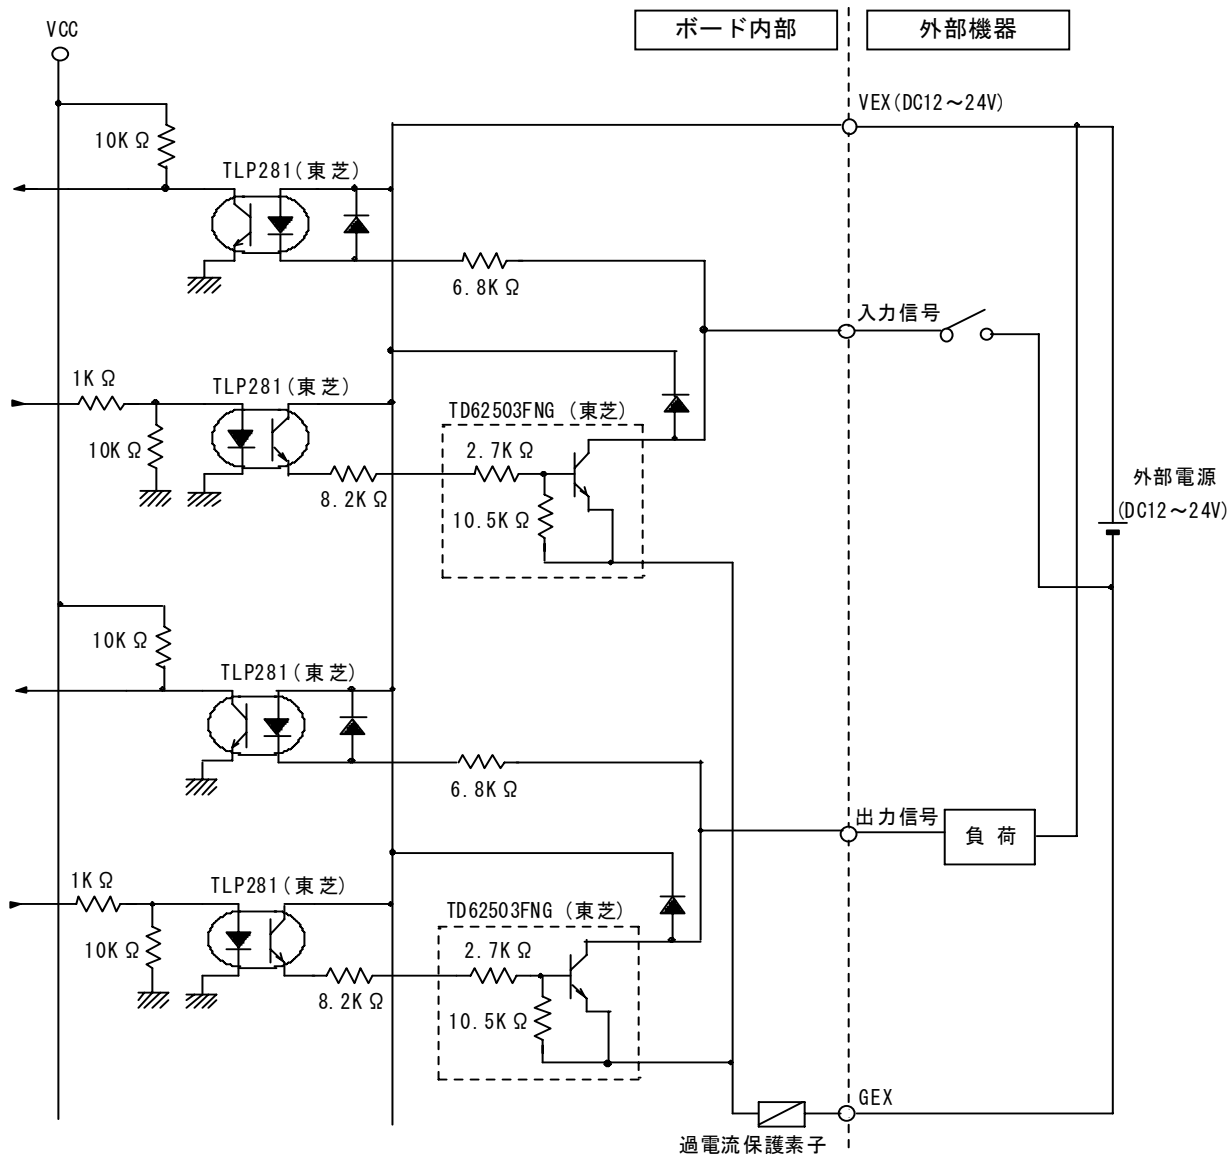 ボード内部
外部機器
VCC
VEX(DC12～24V)
10KΩ
TLP281(東芝)
6.8KΩ
入力信号
1KΩ
TLP281(東芝)
TD62503FNG (東芝)
10KΩ
2.7KΩ
8.2KΩ
10.5KΩ
外部電源
(DC12～24V)
10KΩ
TLP281(東芝)
6.8KΩ
出力信号
負荷
1KΩ
TLP281(東芝)
TD62503FNG (東芝)
10KΩ
2.7KΩ
8.2KΩ
10.5KΩ
GEX
過電流保護素子